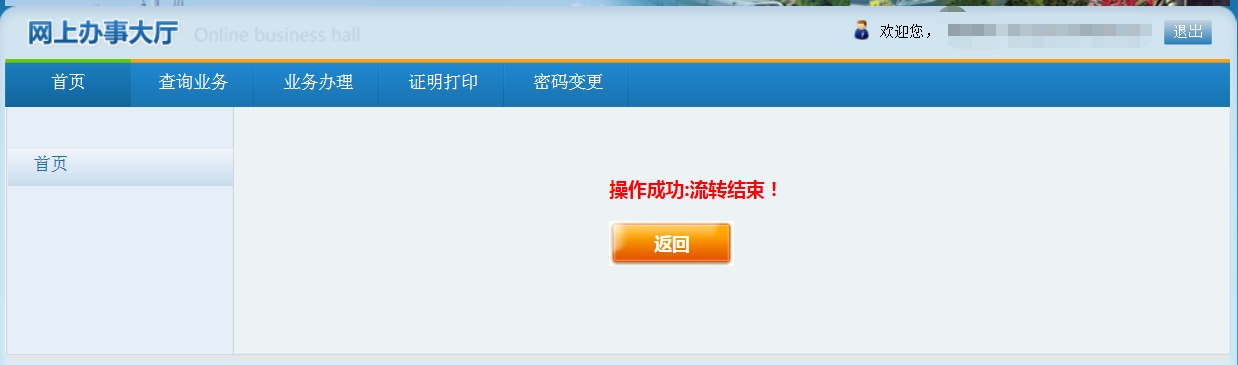 网上办事大厅 Online business hall
欢迎您， 退出
首页 查询业务 业务办理 证明打印 密码变更
首页
操作成功:流转结束！
返回